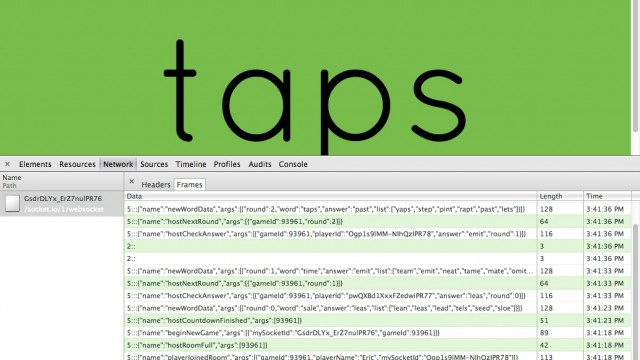 taps
× Elements Resources Network Sources Timeline Profiles Audits Console
Name
Path
× Headers Frames
GsdrDLYx_ErZ7nulPR76
/socket.io/1/websocket
Data Length Time
5:::{"name":"newWordData","args":[{"round":2,"word":"taps","answer":"past","list":["yaps","step","pint","rapt","past","lets"]}]} 128 3:41:36 PM
5:::{"name":"hostNextRound","args":[{"gameId":93961,"round":2}]} 64 3:41:36 PM
5:::{"name":"hostCheckAnswer","args":[{"gameId":93961,"playerId":"Ogp1s9lMM-NlhQzlPR78","answer":"emit","round":1}]} 116 3:41:36 PM
2:: 3 3:41:36 PM
2:: 3 3:41:36 PM
5:::{"name":"newWordData","args":[{"round":1,"word":"time","answer":"emit","list":["team","emit","neat","tame","mate","omit... 128 3:41:33 PM
5:::{"name":"hostNextRound","args":[{"gameId":93961,"round":1}]} 64 3:41:33 PM
5:::{"name":"hostCheckAnswer","args":[{"gameId":93961,"playerId":"pwQXBd1XxxFZedwiPR77","answer":"leas","round":0}]} 116 3:41:33 PM
5:::{"name":"newWordData","args":[{"round":0,"word":"sale","answer":"leas","list":["lean","leas","lead","tels","seed","sloe"]}]} 128 3:41:23 PM
5:::{"name":"hostCountdownFinished","args":[93961]} 51 3:41:23 PM
5:::{"name":"beginNewGame","args":[{"mySocketId":"GsdrDLYx_ErZ7nulPR76","gameId":93961}]} 89 3:41:18 PM
5:::{"name":"hostRoomFull","args":[93961]} 42 3:41:18 PM
5:::{"name":"playerJoinedRoom","args":[{"gameId":93961,"playerName":"Eric","mySocketId":"Ogp1s9lMM-NlhQzlPR78"}]} 113 3:41:18 PM